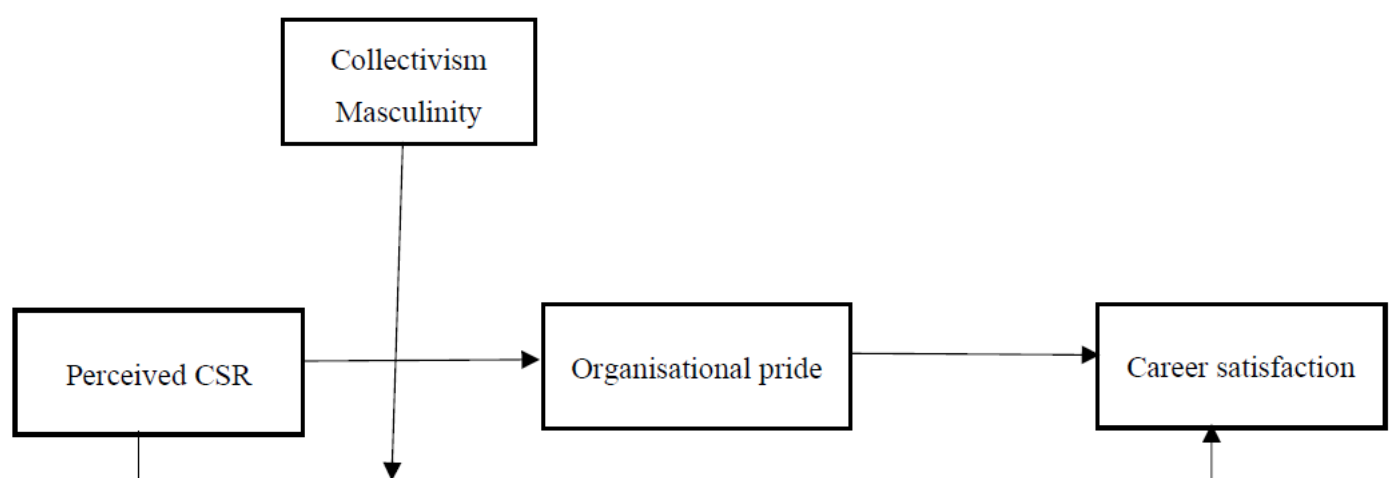 Collectivism
Masculinity
Perceived CSR
Organisational pride
Career satisfaction